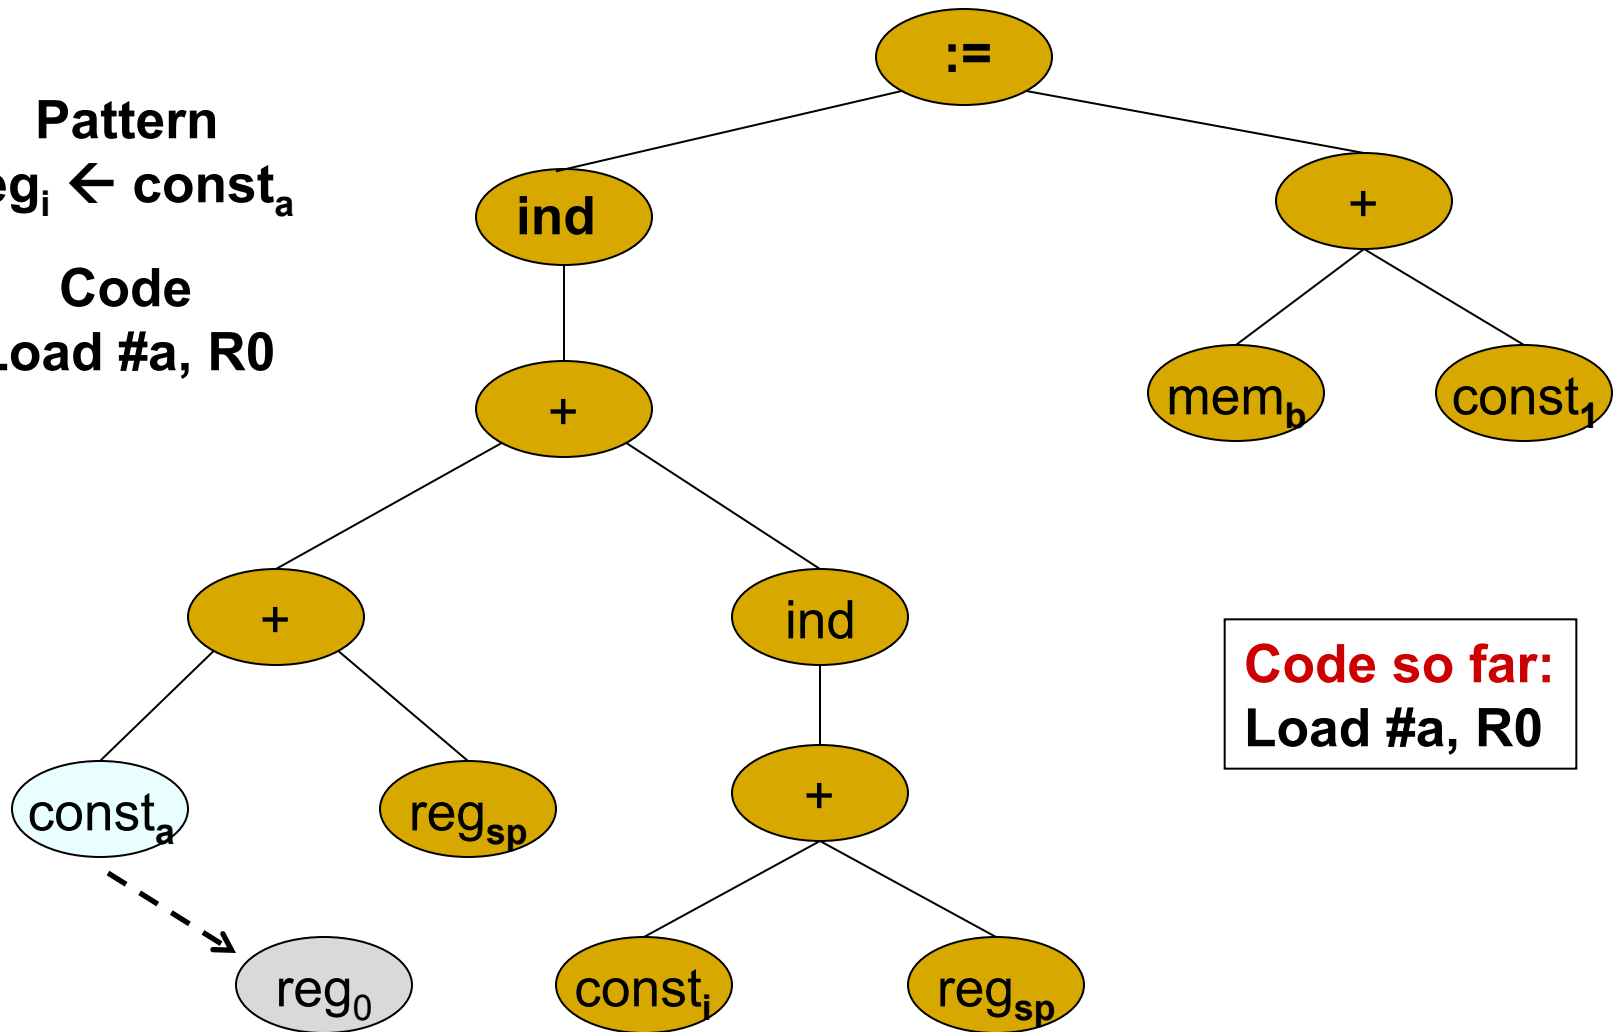 :=
Pattern
eg_i ← const_a
ind
+
Code
Load #a, R0
+
mem_b
const_1
+
ind
Code so far:
Load #a, R0
const_a
reg_sp
+
reg_0
const_i
reg_sp